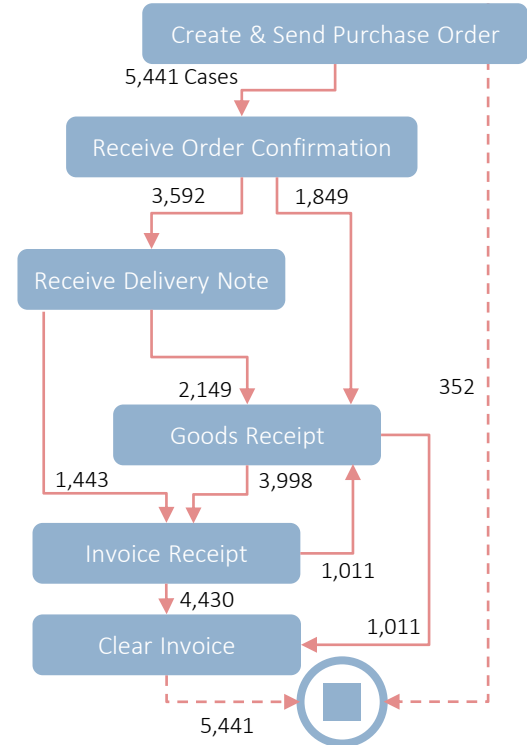 Create & Send Purchase Order
5,441 Cases
Receive Order Confirmation
3,592
1,849
Receive Delivery Note
352
2,149
Goods Receipt
1,443
3,998
Invoice Receipt
1,011
4,430
1,011
Clear Invoice
5,441